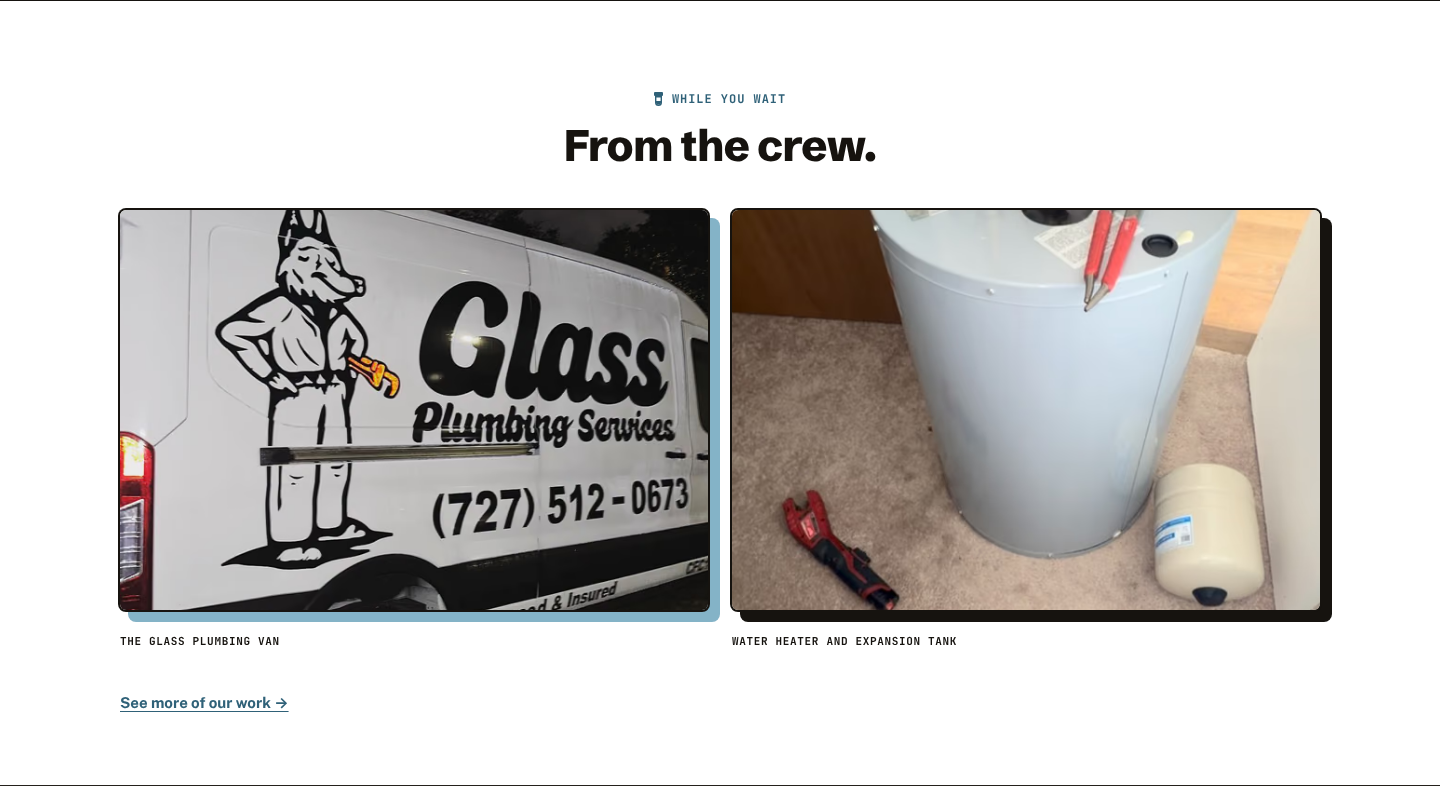 WHILE YOU WAIT
From the crew.
Glass
Plumbing Services
(727) 512-0673
& Insured
THE GLASS PLUMBING VAN
WATER HEATER AND EXPANSION TANK
See more of our work →